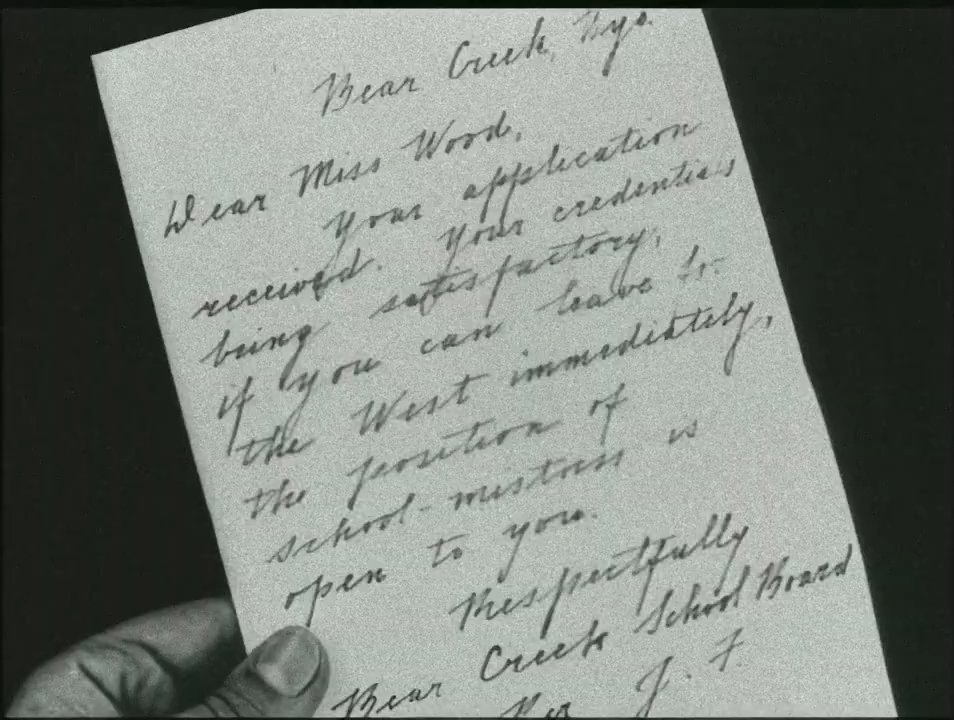 Bear Creek, Wyo.
Dear Miss Wood,
Your application
received. Your credentials
being satisfactory,
if you can leave for
the West immediately,
the position of
school-mistress is
open to you.
Respectfully
Bear Creek School Board
Per J. F.